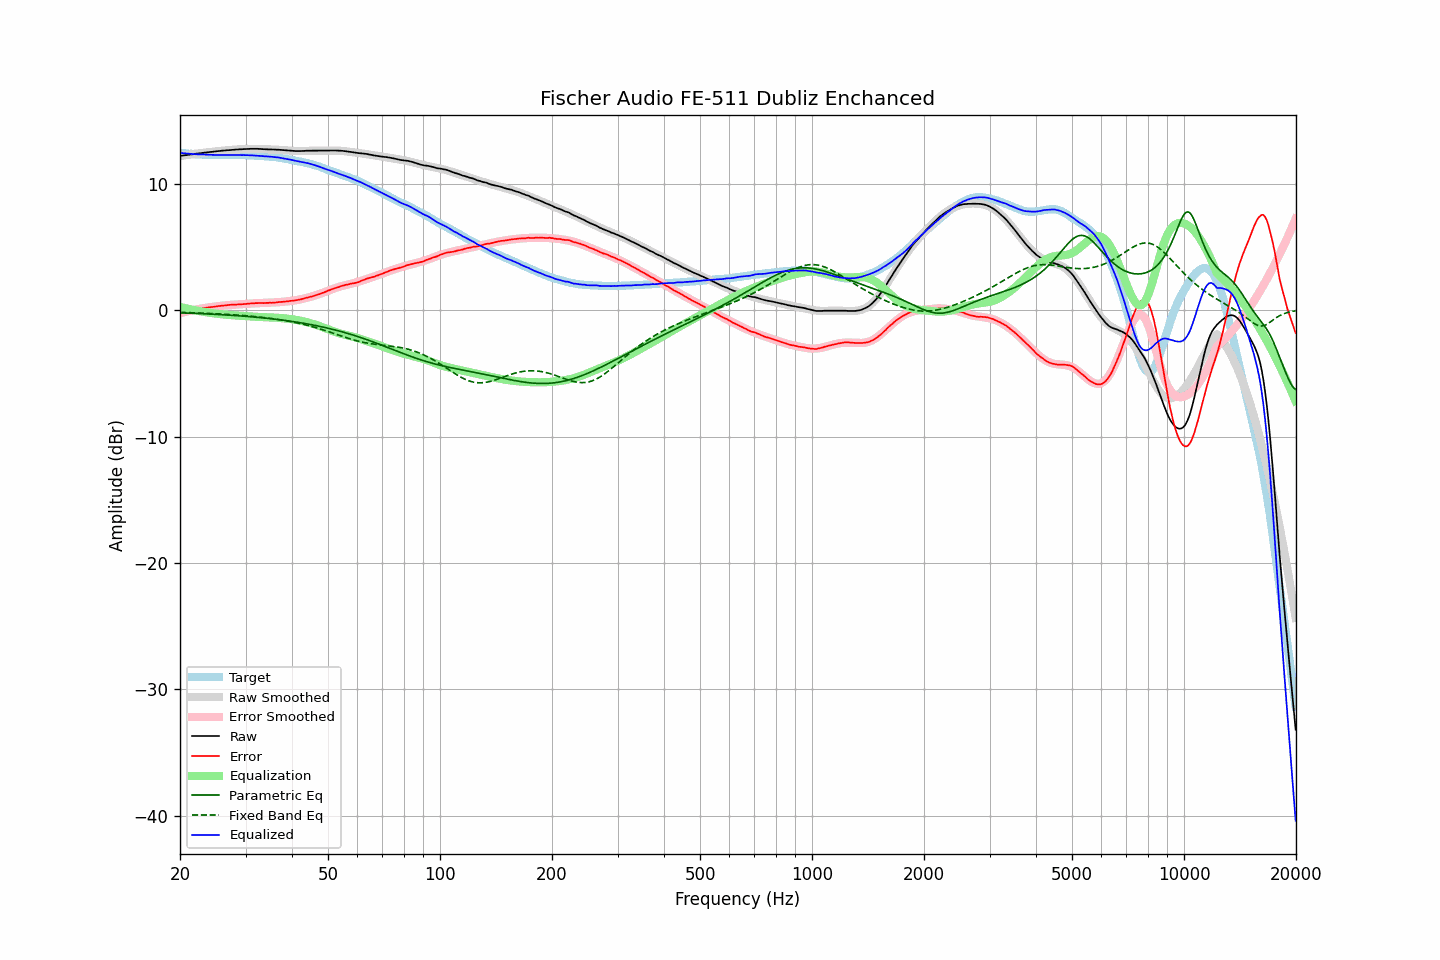 Fischer Audio FE-511 Dubliz Enchanced
Amplitude (dBr)
10
0
−10
−20
−30
−40
Target
Raw Smoothed
Error Smoothed
Raw
Error
Equalization
Parametric Eq
Fixed Band Eq
Equalized
20 50 100 200 500 1000 2000 5000 10000 20000
Frequency (Hz)